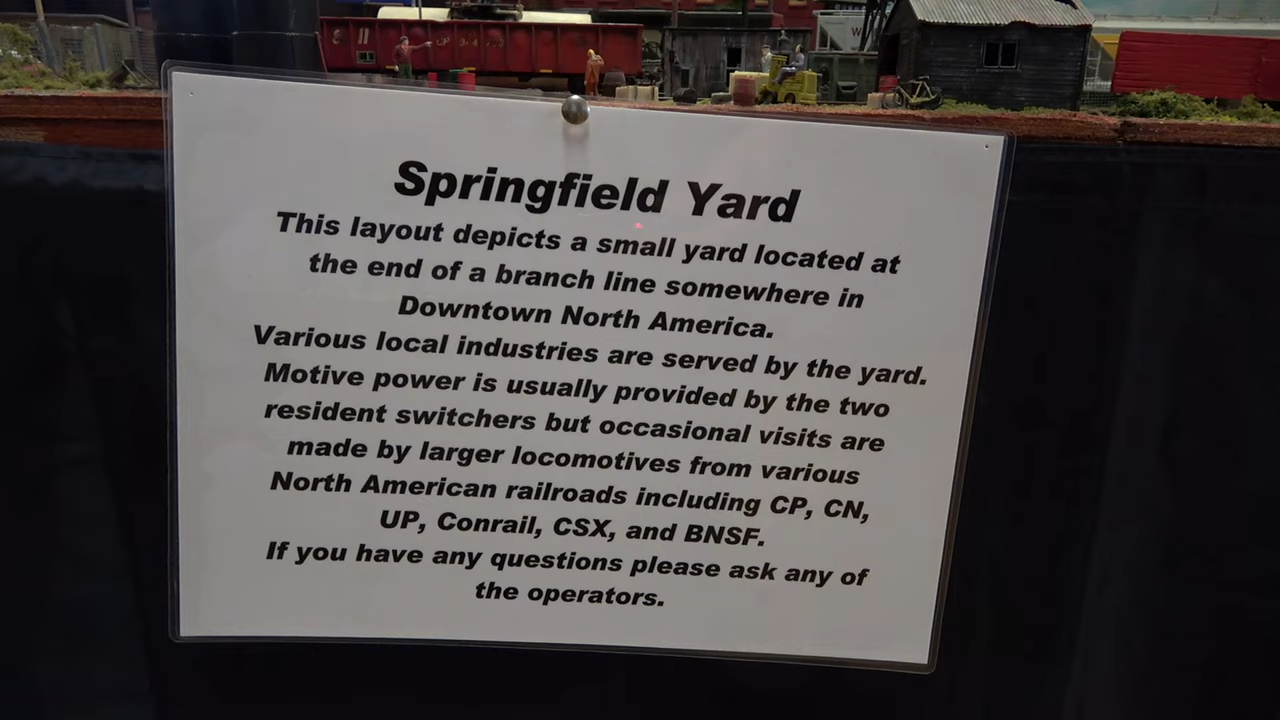 Springfield Yard
This layout depicts a small yard located at
the end of a branch line somewhere in
Downtown North America.
Various local industries are served by the yard.
Motive power is usually provided by the two
resident switchers but occasional visits are
made by larger locomotives from various
North American railroads including CP, CN,
UP, Conrail, CSX, and BNSF.
If you have any questions please ask any of
the operators.